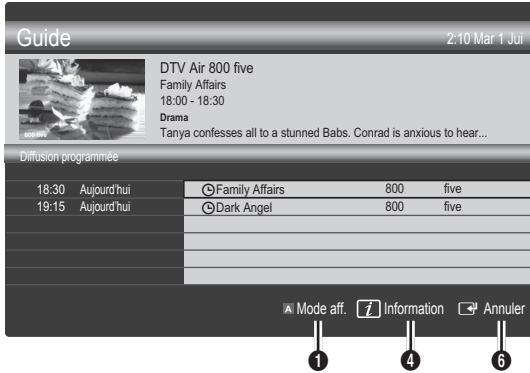 Guide 2:10 Mar 1 Jui
DTV Air 800 five
Family Affairs
18:00 - 18:30
Drama
Tanya confesses all to a stunned Babs. Conrad is anxious to hear...
800 five
Diffusion programmée
18:30 Aujourd'hui Family Affairs 800 five
19:15 Aujourd'hui Dark Angel 800 five
A Mode aff. i Information Annuler
1 4 6